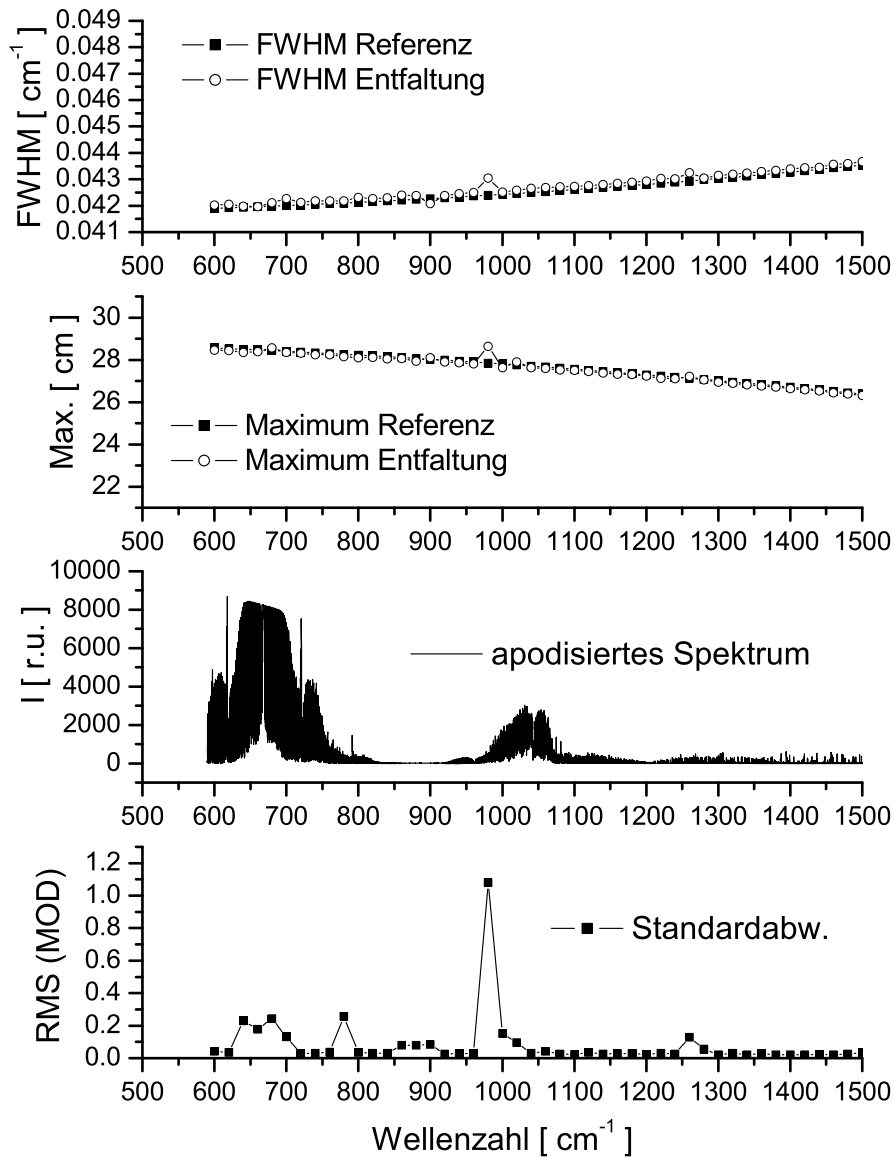 0.049
0.048
0.047
0.046
0.045
0.044
0.043
0.042
0.041
FWHM [ cm-1 ]
FWHM Referenz
FWHM Entfaltung
500 600 700 800 900 1000 1100 1200 1300 1400 1500
30
28
26
24
22
Max. [ cm ]
Maximum Referenz
Maximum Entfaltung
500 600 700 800 900 1000 1100 1200 1300 1400 1500
10000
8000
6000
4000
2000
0
I [ r.u. ]
apodisiertes Spektrum
500 600 700 800 900 1000 1100 1200 1300 1400 1500
1.2
1.0
0.8
0.6
0.4
0.2
0.0
RMS (MOD)
Standardabw.
500 600 700 800 900 1000 1100 1200 1300 1400 1500
Wellenzahl [ cm-1 ]